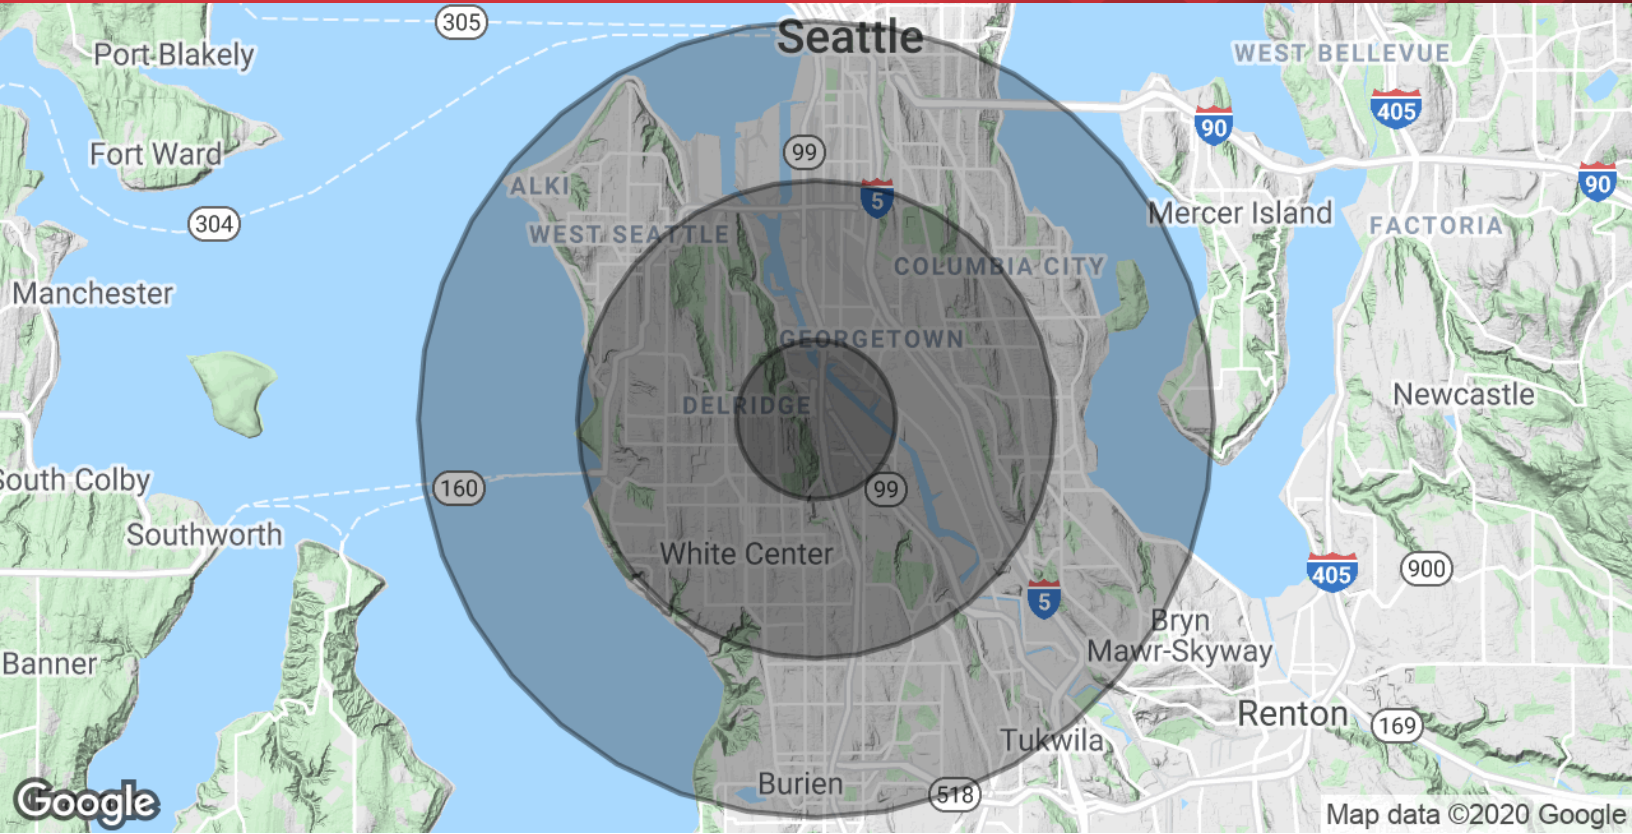 305
Seattle
Port Blakely
WEST BELLEVUE
405
90
Fort Ward
99
90
ALKI
5
304
Mercer Island
FACTORIA
WEST SEATTLE
COLUMBIA CITY
Manchester
GEORGETOWN
Newcastle
DELRIDGE
South Colby
160
99
Southworth
White Center
405
900
5
Bryn
Mawr-Skyway
Banner
Renton
169
Tukwila
Burien
518
Google
Map data ©2020 Google